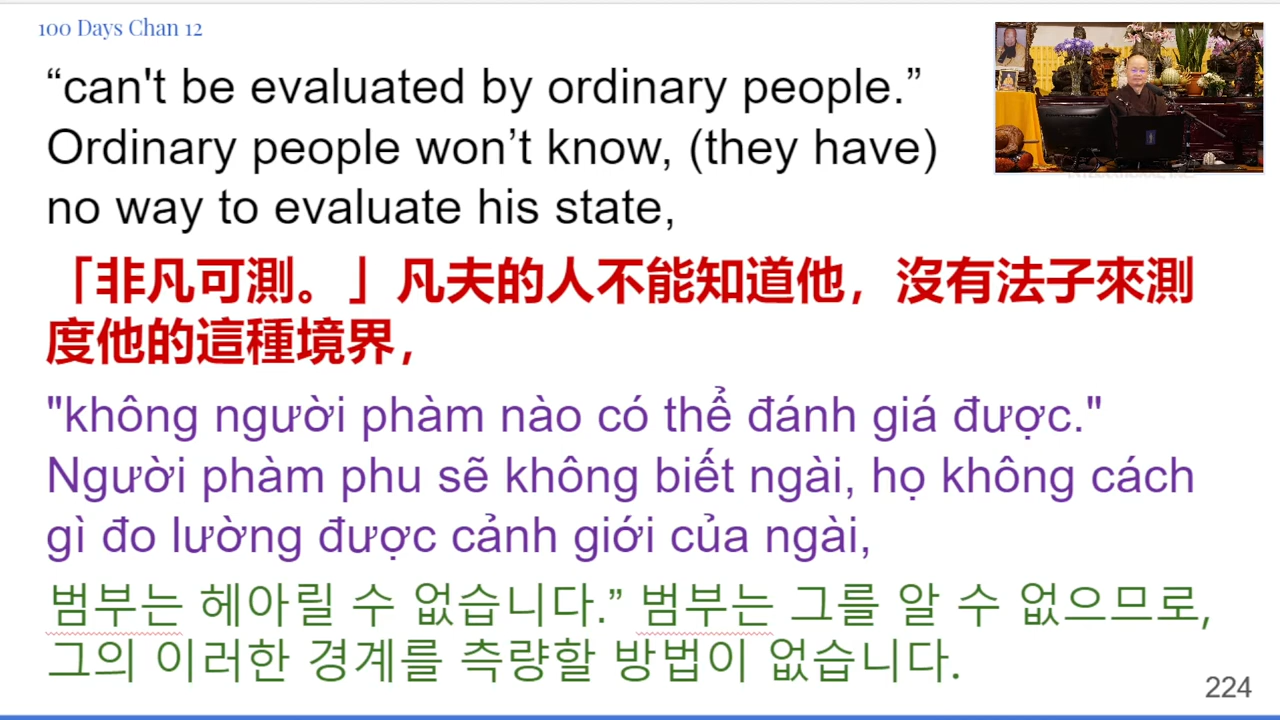 100 Days Chan 12
“can't be evaluated by ordinary people.”
Ordinary people won’t know, (they have)
no way to evaluate his state,
「非凡可測。」凡夫的人不能知道他，沒有法子來測
度他的這種境界，
"không người phàm nào có thể đánh giá được."
Người phàm phu sẽ không biết ngài, họ không cách
gì đo lường được cảnh giới của ngài,
범부는 헤아릴 수 없습니다.” 범부는 그를 알 수 없으므로,
그의 이러한 경계를 측량할 방법이 없습니다.
224